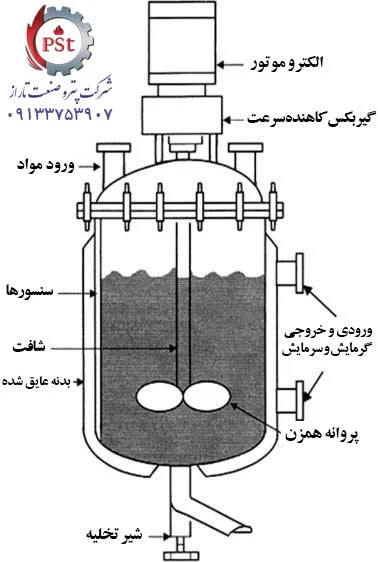 PSt
شرکت پترو صنعت تاراز
۰۹۱۳۳۷۵۳۹۰۷
الکترو موتور
گیربکس کاهنده سرعت
ورود مواد
سنسورها
ورودی و خروجی
گرمایش و سرمایش
شافت
بدنه عایق شده
پروانه همزن
شیر تخلیه